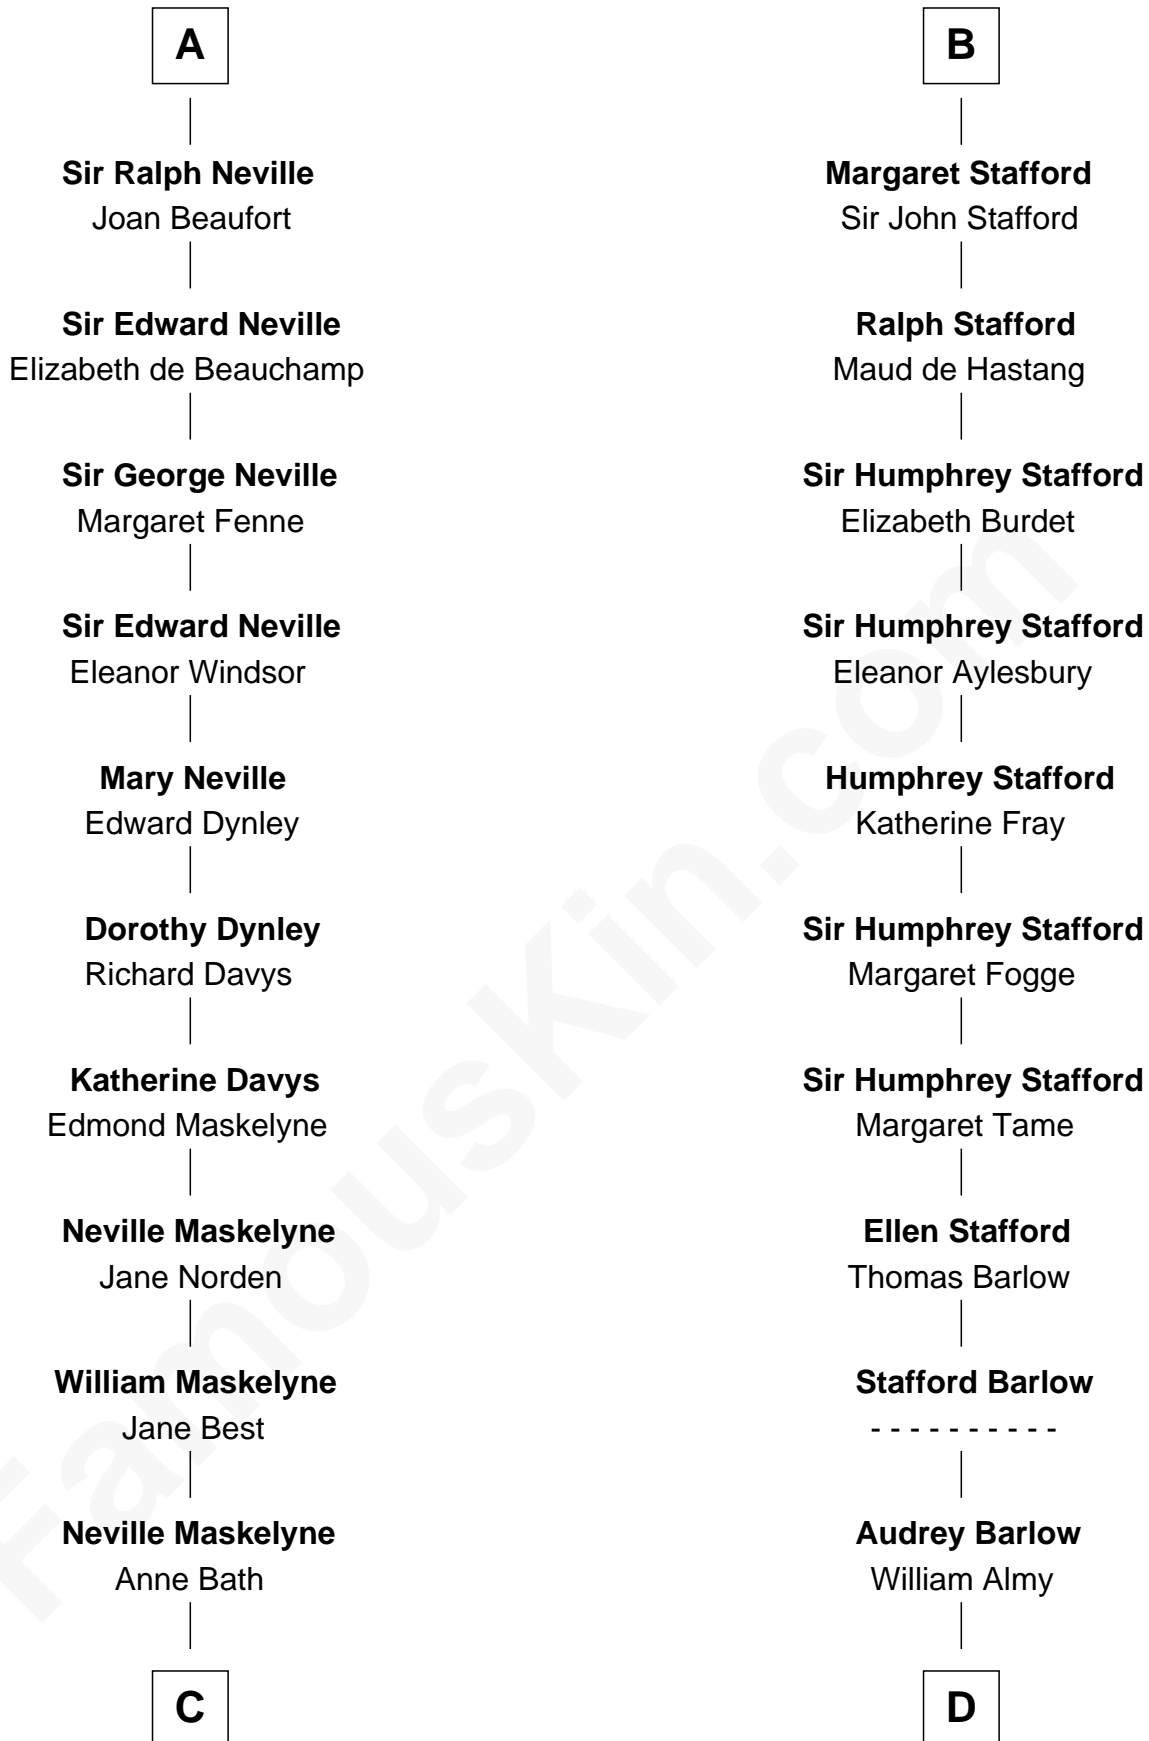 A
Sir Ralph Neville
Joan Beaufort
Sir Edward Neville
Elizabeth de Beauchamp
Sir George Neville
Margaret Fenne
Sir Edward Neville
Eleanor Windsor
Mary Neville
Edward Dynley
Dorothy Dynley
Richard Davys
Katherine Davys
Edmond Maskelyne
Neville Maskelyne
Jane Norden
William Maskelyne
Jane Best
Neville Maskelyne
Anne Bath
C
B
Margaret Stafford
Sir John Stafford
Ralph Stafford
Maud de Hastang
Sir Humphrey Stafford
Elizabeth Burdet
Sir Humphrey Stafford
Eleanor Aylesbury
Humphrey Stafford
Katherine Fray
Sir Humphrey Stafford
Margaret Fogge
Sir Humphrey Stafford
Margaret Tame
Ellen Stafford
Thomas Barlow
Stafford Barlow
- - - - - - - - - -
Audrey Barlow
William Almy
D
FamousKin.com